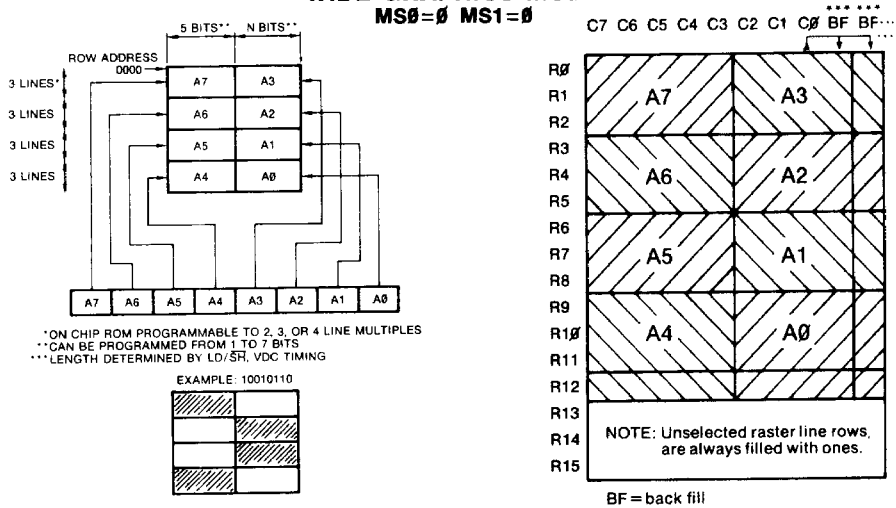 MSØ=Ø MS1=Ø
5 BITS** N BITS**
ROW ADDRESS
0000
3 LINES*
3 LINES
3 LINES
3 LINES
A7 A3
A6 A2
A5 A1
A4 AØ
A7 A6 A5 A4 A3 A2 A1 AØ
*ON CHIP ROM PROGRAMMABLE TO 2, 3, OR 4 LINE MULTIPLES
**CAN BE PROGRAMMED FROM 1 TO 7 BITS
***LENGTH DETERMINED BY LD/SH, VDC TIMING
EXAMPLE: 10010110
*** ***
C7 C6 C5 C4 C3 C2 C1 CØ BF BF
RØ
R1
R2
R3
R4
R5
R6
R7
R8
R9
R1Ø
R11
R12
R13
R14
R15
A7 A3
A6 A2
A5 A1
A4 AØ
NOTE: Unselected raster line rows,
are always filled with ones.
BF = back fill